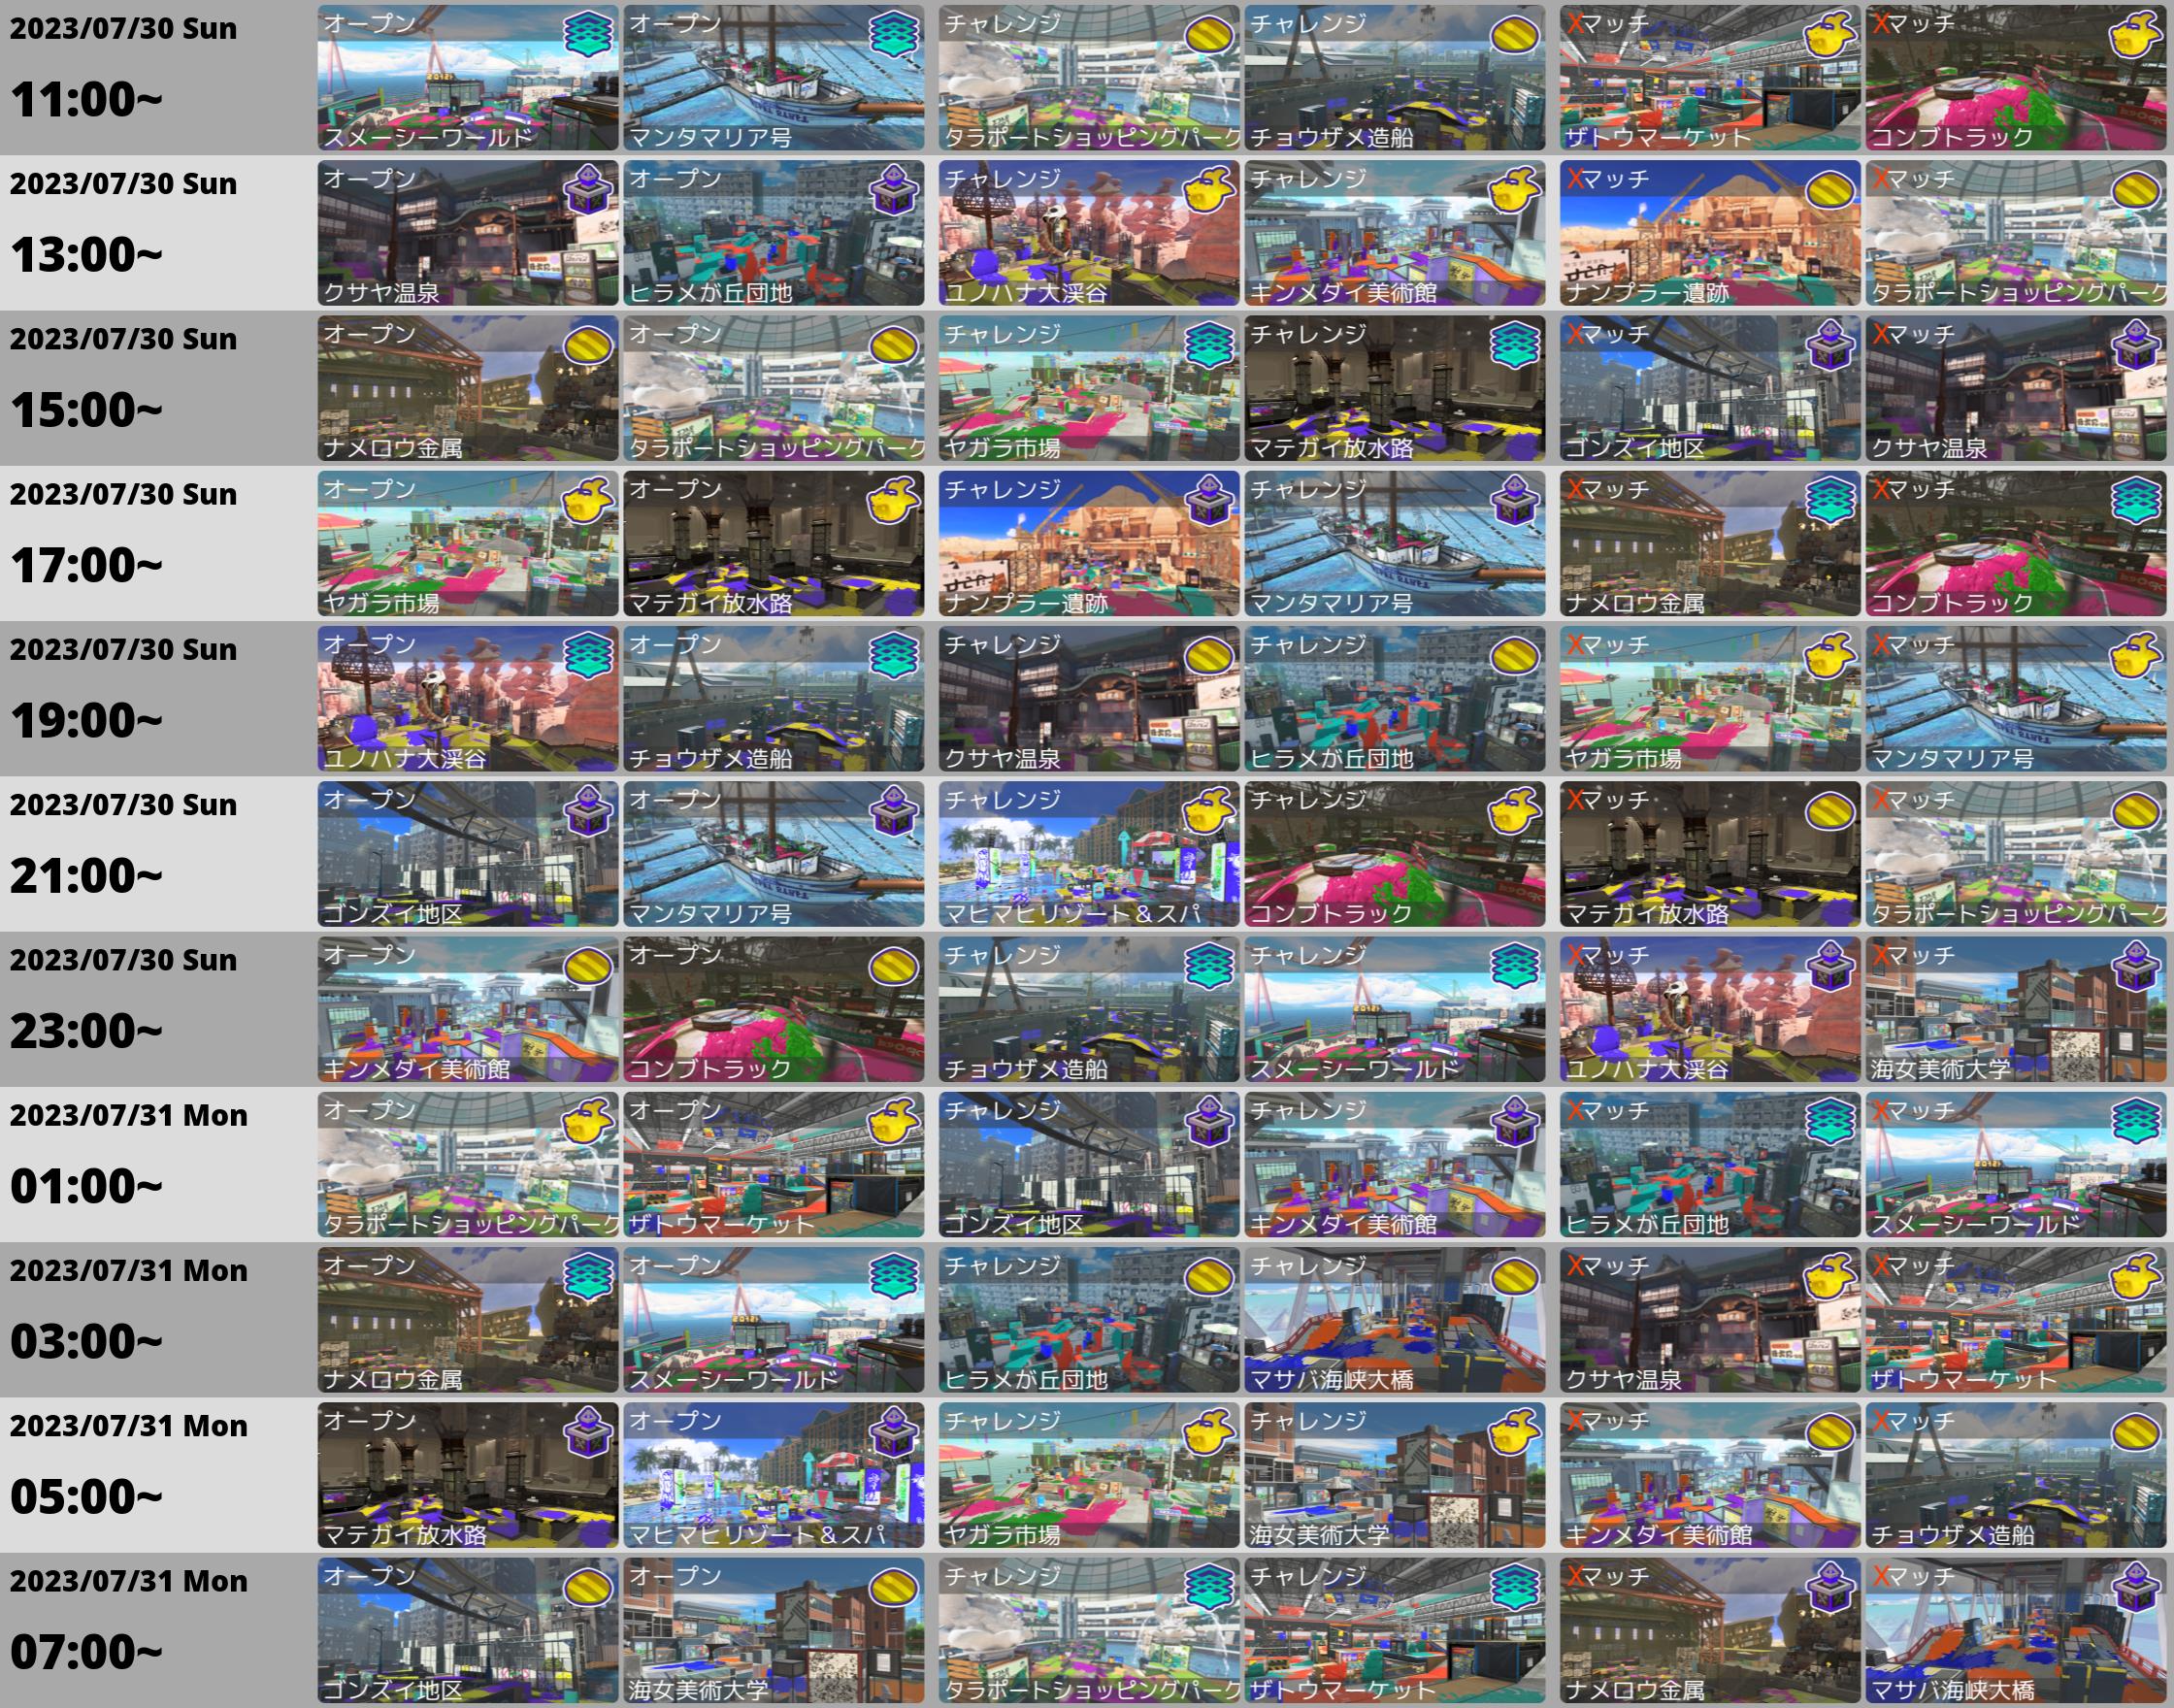 2023/07/30 Sun
11:00~
オープン オープン チャレンジ チャレンジ Xマッチ Xマッチ
スメーシーワールド マンタマリア号 タラポートショッピングパーク チョウザメ造船 ザトウマーケット コンブトラック
2023/07/30 Sun
13:00~
オープン オープン チャレンジ チャレンジ Xマッチ Xマッチ
クサヤ温泉 ヒラメが丘団地 ユノハナ大渓谷 キンメダイ美術館 ナンプラー遺跡 タラポートショッピングパーク
2023/07/30 Sun
15:00~
オープン オープン チャレンジ チャレンジ Xマッチ Xマッチ
ナメロウ金属 タラポートショッピングパーク ヤガラ市場 マテガイ放水路 ゴンズイ地区 クサヤ温泉
2023/07/30 Sun
17:00~
オープン オープン チャレンジ チャレンジ Xマッチ Xマッチ
ヤガラ市場 マテガイ放水路 ナンプラー遺跡 マンタマリア号 ナメロウ金属 コンブトラック
2023/07/30 Sun
19:00~
オープン オープン チャレンジ チャレンジ Xマッチ Xマッチ
ユノハナ大渓谷 チョウザメ造船 クサヤ温泉 ヒラメが丘団地 ヤガラ市場 マンタマリア号
2023/07/30 Sun
21:00~
オープン オープン チャレンジ チャレンジ Xマッチ Xマッチ
ゴンズイ地区 マンタマリア号 マヒマヒリゾート＆スパ コンブトラック マテガイ放水路 タラポートショッピングパーク
2023/07/30 Sun
23:00~
オープン オープン チャレンジ チャレンジ Xマッチ Xマッチ
キンメダイ美術館 コンブトラック チョウザメ造船 スメーシーワールド ユノハナ大渓谷 海女美術大学
2023/07/31 Mon
01:00~
オープン オープン チャレンジ チャレンジ Xマッチ Xマッチ
タラポートショッピングパーク ザトウマーケット ゴンズイ地区 キンメダイ美術館 ヒラメが丘団地 スメーシーワールド
2023/07/31 Mon
03:00~
オープン オープン チャレンジ チャレンジ Xマッチ Xマッチ
ナメロウ金属 スメーシーワールド ヒラメが丘団地 マサバ海峡大橋 クサヤ温泉 ザトウマーケット
2023/07/31 Mon
05:00~
オープン オープン チャレンジ チャレンジ Xマッチ Xマッチ
マテガイ放水路 マヒマヒリゾート＆スパ ヤガラ市場 海女美術大学 キンメダイ美術館 チョウザメ造船
2023/07/31 Mon
07:00~
オープン オープン チャレンジ チャレンジ Xマッチ Xマッチ
ゴンズイ地区 海女美術大学 タラポートショッピングパーク ザトウマーケット ナメロウ金属 マサバ海峡大橋